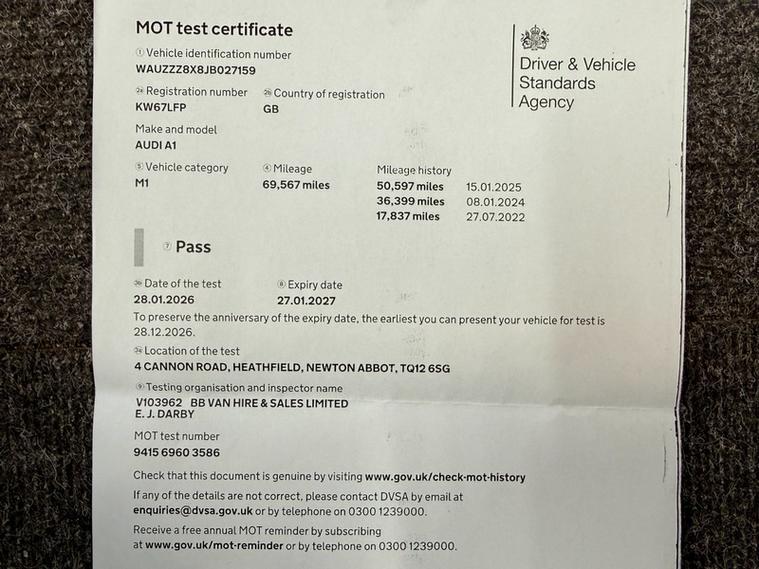 MOT test certificate
① Vehicle identification number
WAUZZZ8X8JB027159
Driver & Vehicle
Standards
Agency
Registration number Country of registration
KW67LFP GB
Make and model
AUDI A1
⑤ Vehicle category ④ Mileage Mileage history
M1 69,567 miles 50,597 miles 15.01.2025
36,399 miles 08.01.2024
17,837 miles 27.07.2022
⑦ Pass
Date of the test ⑧ Expiry date
28.01.2026 27.01.2027
To preserve the anniversary of the expiry date, the earliest you can present your vehicle for test is
28.12.2026.
Location of the test
4 CANNON ROAD, HEATHFIELD, NEWTON ABBOT, TQ12 6SG
⑨ Testing organisation and inspector name
V103962 BB VAN HIRE & SALES LIMITED
E. J. DARBY
MOT test number
9415 6960 3586
Check that this document is genuine by visiting www.gov.uk/check-mot-history
If any of the details are not correct, please contact DVSA by email at
enquiries@dvsa.gov.uk or by telephone on 0300 1239000.
Receive a free annual MOT reminder by subscribing
at www.gov.uk/mot-reminder or by telephone on 0300 1239000.